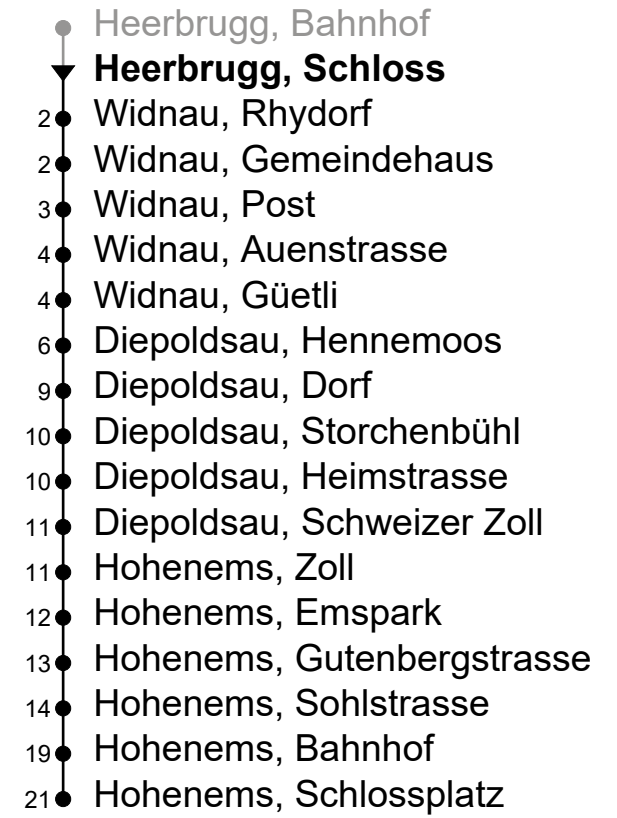 Heerbrugg, Bahnhof
Heerbrugg, Schloss
2 Widnau, Rhydorf
2 Widnau, Gemeindehaus
3 Widnau, Post
4 Widnau, Auenstrasse
4 Widnau, Güetli
6 Diepoldsau, Hennemoos
9 Diepoldsau, Dorf
10 Diepoldsau, Storchenbühl
10 Diepoldsau, Heimstrasse
11 Diepoldsau, Schweizer Zoll
11 Hohenems, Zoll
12 Hohenems, Emspark
13 Hohenems, Gutenbergstrasse
14 Hohenems, Sohlstrasse
19 Hohenems, Bahnhof
21 Hohenems, Schlossplatz